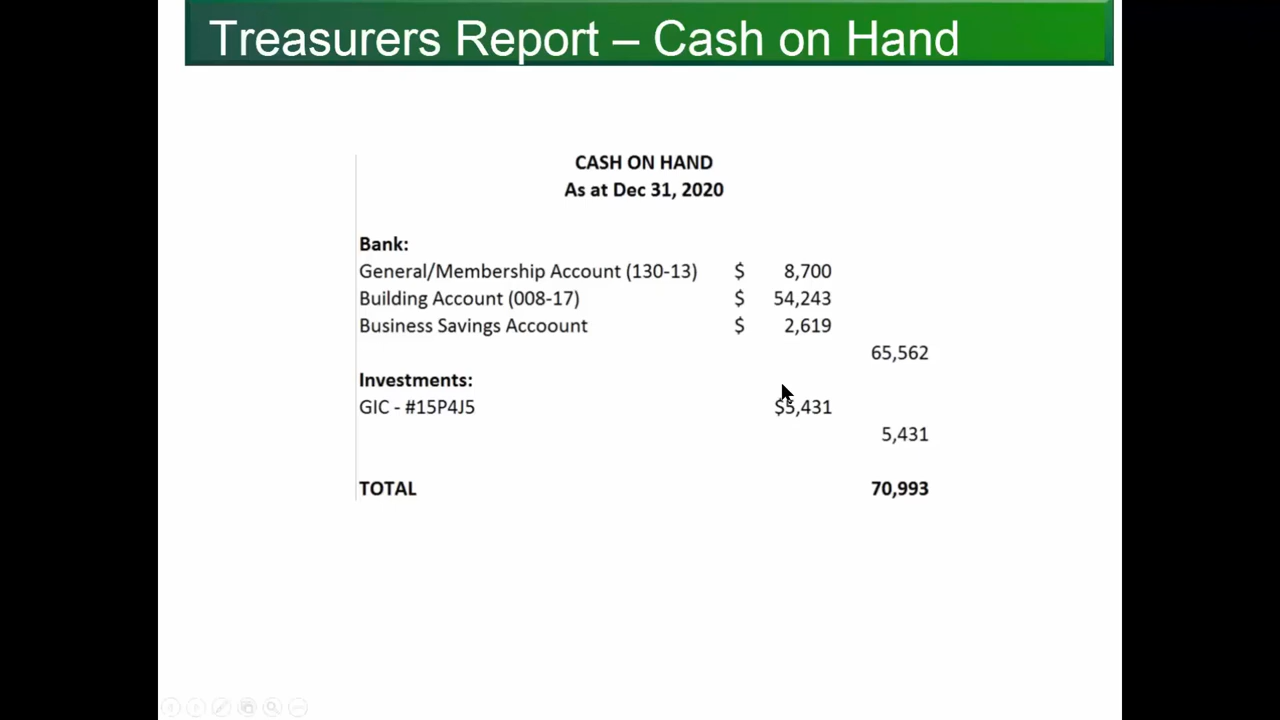 Treasurers Report – Cash on Hand
CASH ON HAND
As at Dec 31, 2020
Bank:
General/Membership Account (130-13) $ 8,700
Building Account (008-17) $ 54,243
Business Savings Accoount $ 2,619
65,562
Investments:
GIC - #15P4J5 $5,431
5,431
TOTAL 70,993